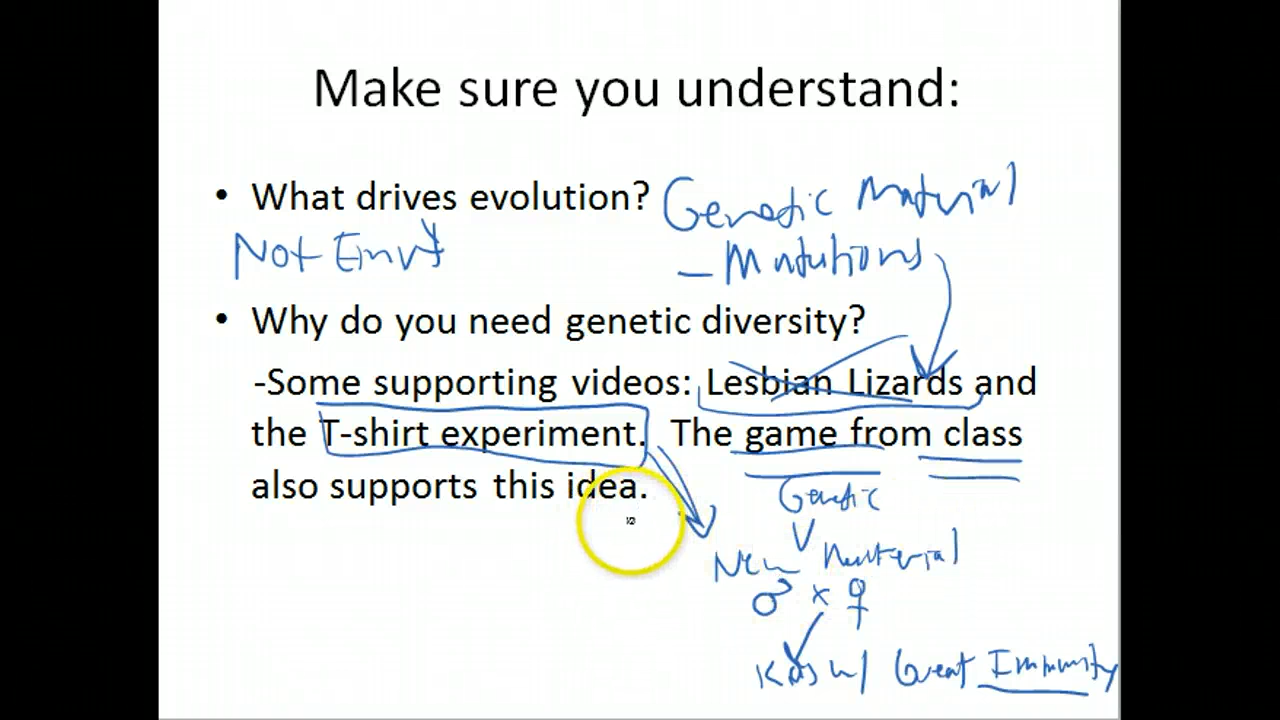 Make sure you understand:
• What drives evolution? Genetic Material
Not Envt - Mutations
• Why do you need genetic diversity?
-Some supporting videos: Lesbian Lizards and
the T-shirt experiment. The game from class
also supports this idea.
Genetic
New Material
♂ x ♀
Kids w/ Great Immunity